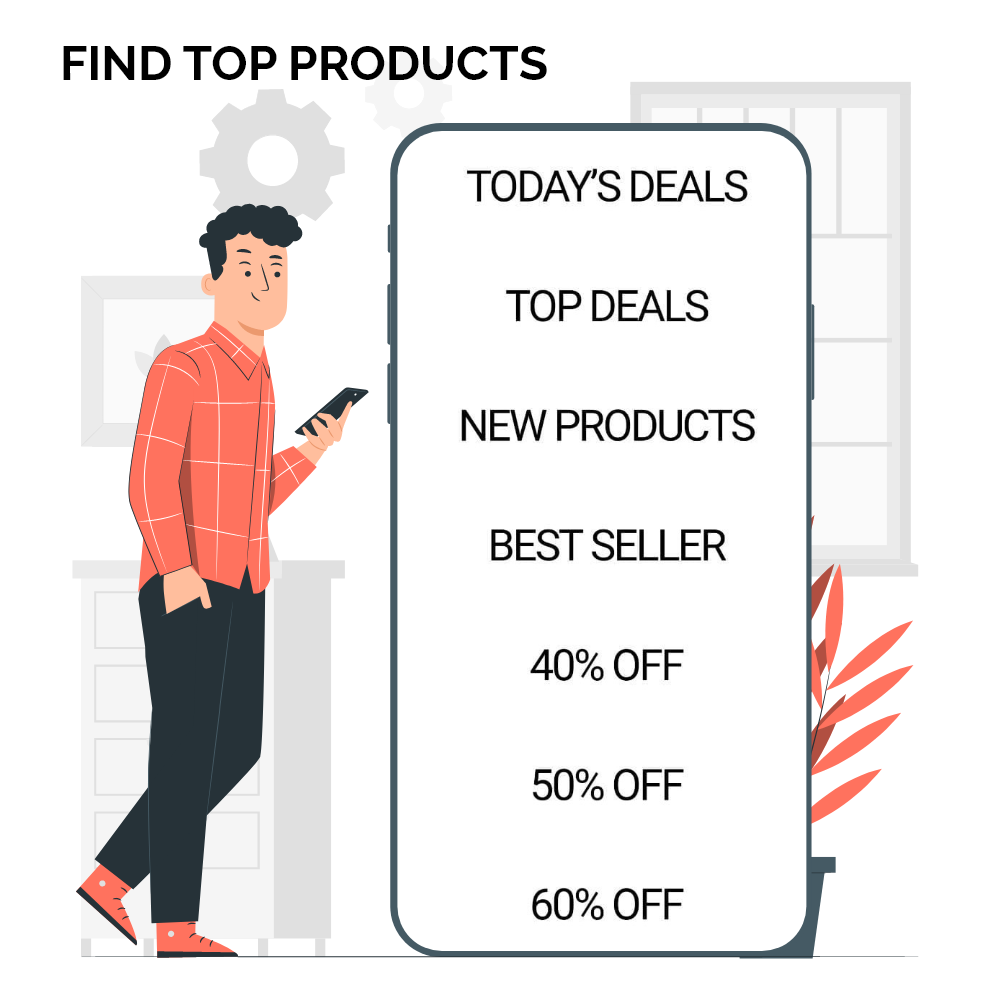 FIND TOP PRODUCTS
TODAY’S DEALS
TOP DEALS
NEW PRODUCTS
BEST SELLER
40% OFF
50% OFF
60% OFF